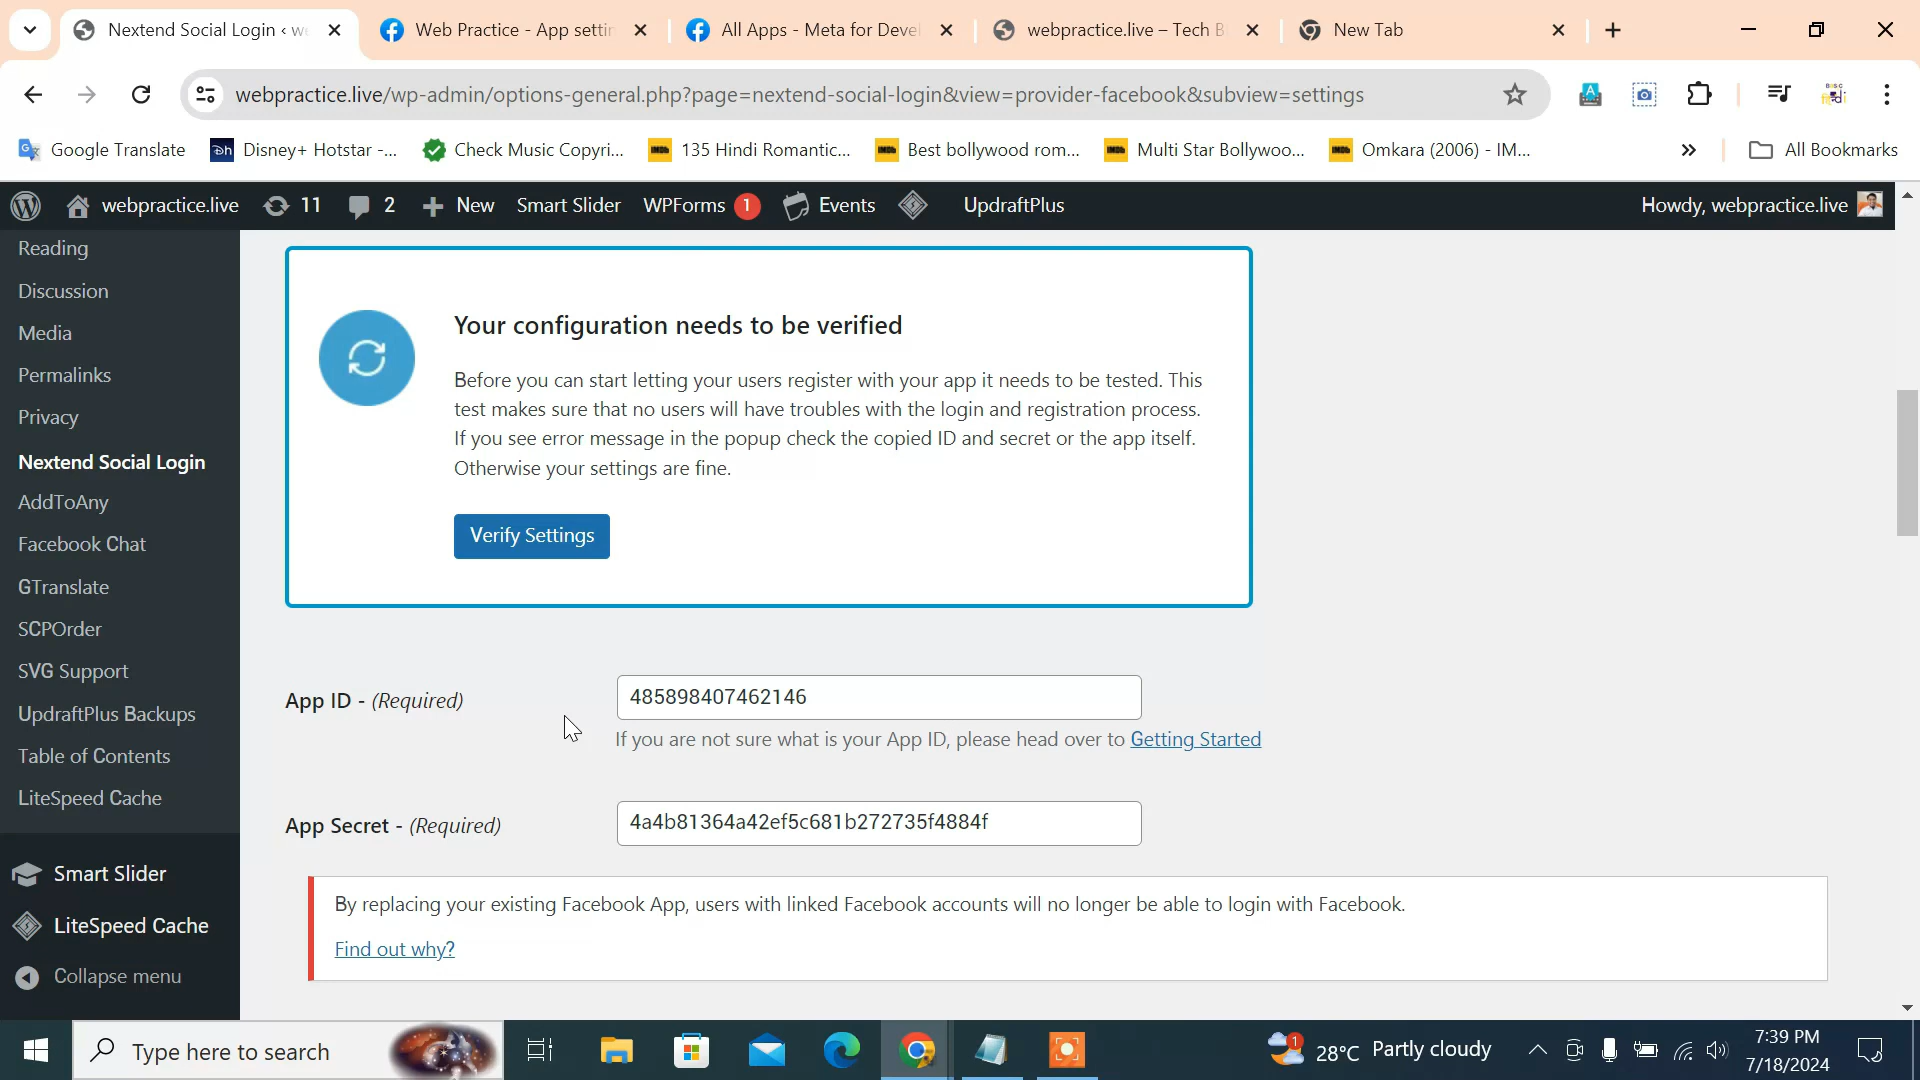 Nextend Social Login ‹ we
Web Practice - App settin
All Apps - Meta for Devel
webpractice.live – Tech B
New Tab
webpractice.live/wp-admin/options-general.php?page=nextend-social-login&view=provider-facebook&subview=settings
Google Translate
Disney+ Hotstar -...
Check Music Copyri...
135 Hindi Romantic...
Best bollywood rom...
Multi Star Bollywoo...
Omkara (2006) - IM...
»
All Bookmarks
webpractice.live
11
2
New
Smart Slider
WPForms 1
Events
UpdraftPlus
Howdy, webpractice.live
Reading
Discussion
Media
Permalinks
Privacy
Nextend Social Login
AddToAny
Facebook Chat
GTranslate
SCPOrder
SVG Support
UpdraftPlus Backups
Table of Contents
LiteSpeed Cache
Smart Slider
LiteSpeed Cache
Collapse menu
Your configuration needs to be verified
Before you can start letting your users register with your app it needs to be tested. This
test makes sure that no users will have troubles with the login and registration process.
If you see error message in the popup check the copied ID and secret or the app itself.
Otherwise your settings are fine.
Verify Settings
App ID - (Required)
485898407462146
If you are not sure what is your App ID, please head over to Getting Started
App Secret - (Required)
4a4b81364a42ef5c681b272735f4884f
By replacing your existing Facebook App, users with linked Facebook accounts will no longer be able to login with Facebook.
Find out why?
Type here to search
1
28°C Partly cloudy
7:39 PM
7/18/2024